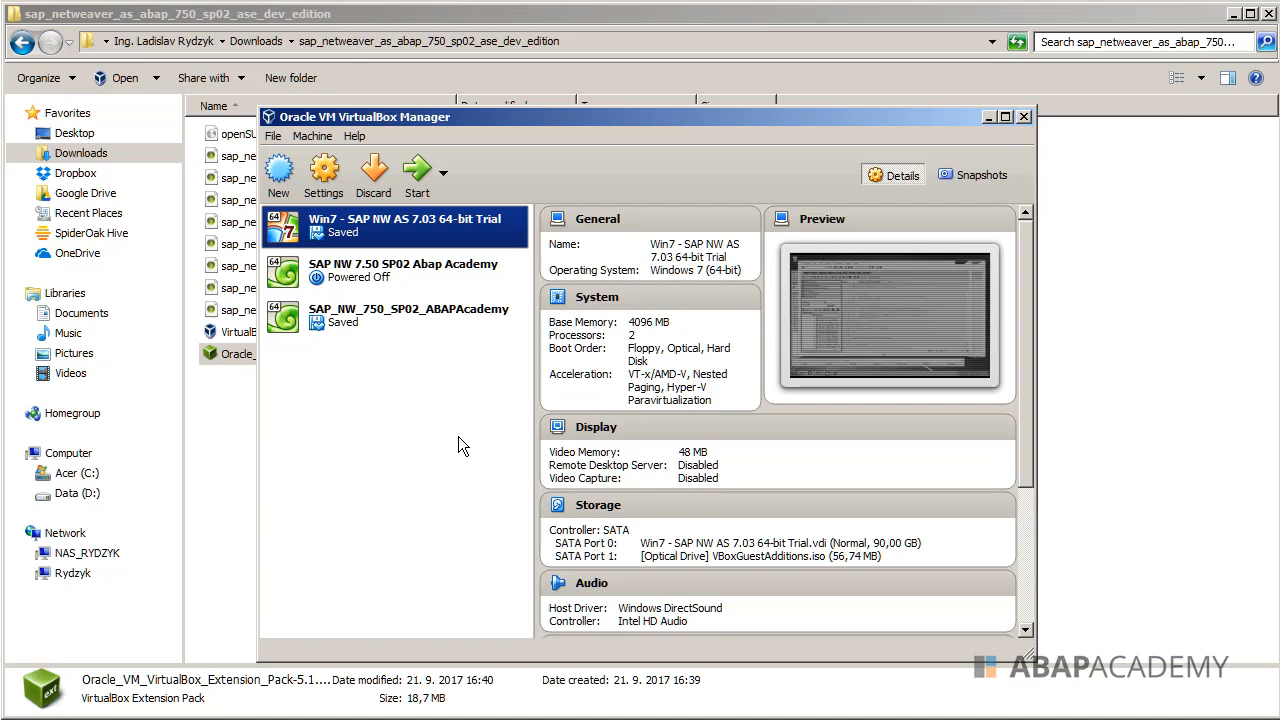 sap_netweaver_as_abap_750_sp02_ase_dev_edition
Ing. Ladislav Rydzyk
Downloads
sap_netweaver_as_abap_750_sp02_ase_dev_edition
Search sap_netweaver_as_abap_750...
Organize
Open
Share with
New folder
Name
Favorites
Desktop
Downloads
Dropbox
Google Drive
Recent Places
SpiderOak Hive
OneDrive
Libraries
Documents
Music
Pictures
Videos
Homegroup
Computer
Acer (C:)
Data (D:)
Network
NAS_RYDZYK
Rydzyk
openSU
sap_ne
sap_ne
sap_ne
sap_ne
sap_ne
sap_ne
sap_ne
sap_ne
VirtualB
Oracle_
Oracle VM VirtualBox Manager
File
Machine
Help
New
Settings
Discard
Start
Details
Snapshots
64
Win7 - SAP NW AS 7.03 64-bit Trial
Saved
64
SAP NW 7.50 SP02 Abap Academy
Powered Off
64
SAP_NW_750_SP02_ABAPAcademy
Saved
General
Name: Win7 - SAP NW AS
7.03 64-bit Trial
Operating System: Windows 7 (64-bit)
System
Base Memory: 4096 MB
Processors: 2
Boot Order: Floppy, Optical, Hard
Disk
Acceleration: VT-x/AMD-V, Nested
Paging, Hyper-V
Paravirtualization
Preview
Display
Video Memory: 48 MB
Remote Desktop Server: Disabled
Video Capture: Disabled
Storage
Controller: SATA
SATA Port 0: Win7 - SAP NW AS 7.03 64-bit Trial.vdi (Normal, 90,00 GB)
SATA Port 1: [Optical Drive] VBoxGuestAdditions.iso (56,74 MB)
Audio
Host Driver: Windows DirectSound
Controller: Intel HD Audio
ABAPACADEMY
Oracle_VM_VirtualBox_Extension_Pack-5.1.... Date modified: 21. 9. 2017 16:40
Date created: 21. 9. 2017 16:39
VirtualBox Extension Pack
Size: 18,7 MB